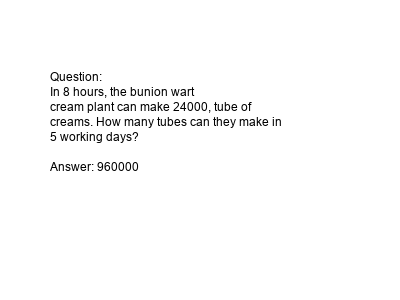 Question:
In 8 hours, the bunion wart
cream plant can make 24000, tube of
creams. How many tubes can they make in
5 working days?
Answer: 960000